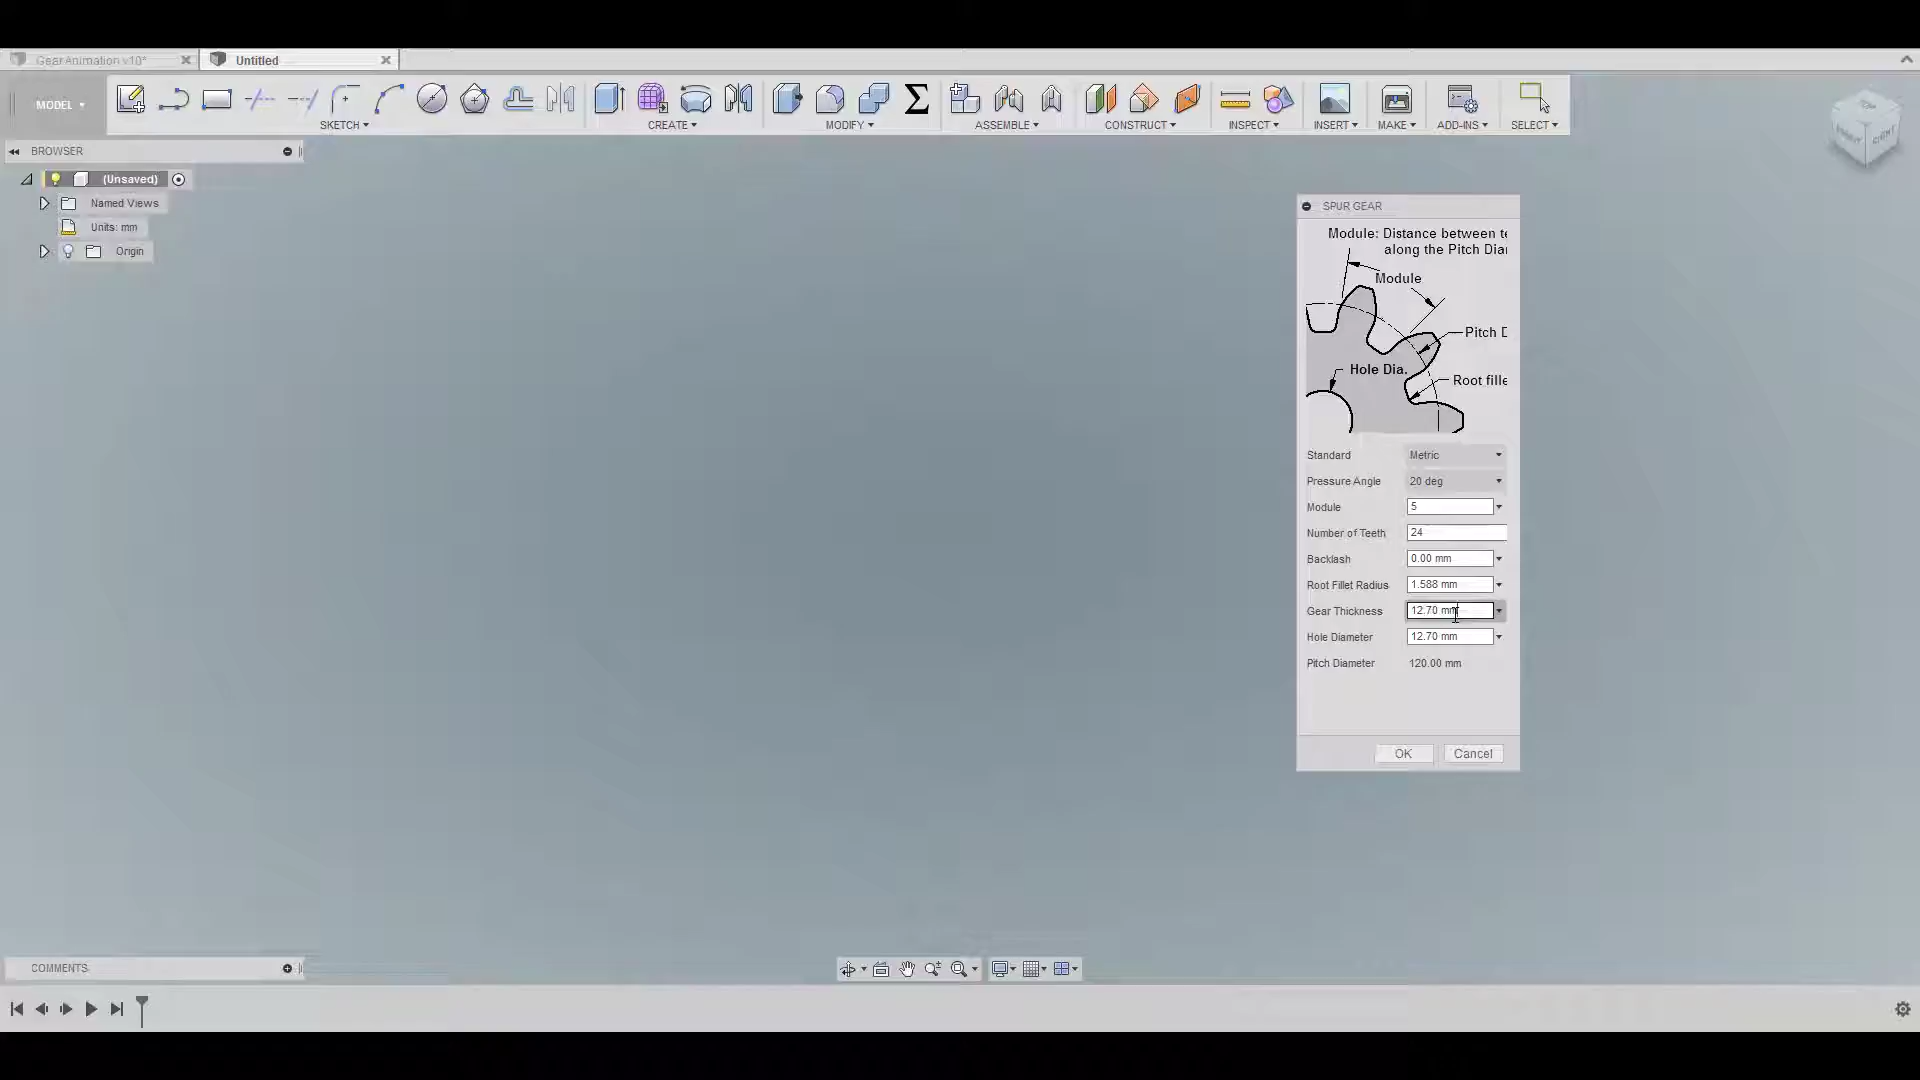 Gear Animation v10*
Untitled
MODEL
SKETCH
CREATE
MODIFY
ASSEMBLE
CONSTRUCT
INSPECT
INSERT
MAKE
ADD-INS
SELECT
BROWSER
(Unsaved)
Named Views
Units: mm
Origin
TOP
FRONT
RIGHT
SPUR GEAR
Module: Distance between te
along the Pitch Diar
Module
Pitch D
Hole Dia.
Root fille
Standard Metric
Pressure Angle 20 deg
Module 5
Number of Teeth 24
Backlash 0.00 mm
Root Fillet Radius 1.588 mm
Gear Thickness 12.70 mm
Hole Diameter 12.70 mm
Pitch Diameter 120.00 mm
OK Cancel
COMMENTS